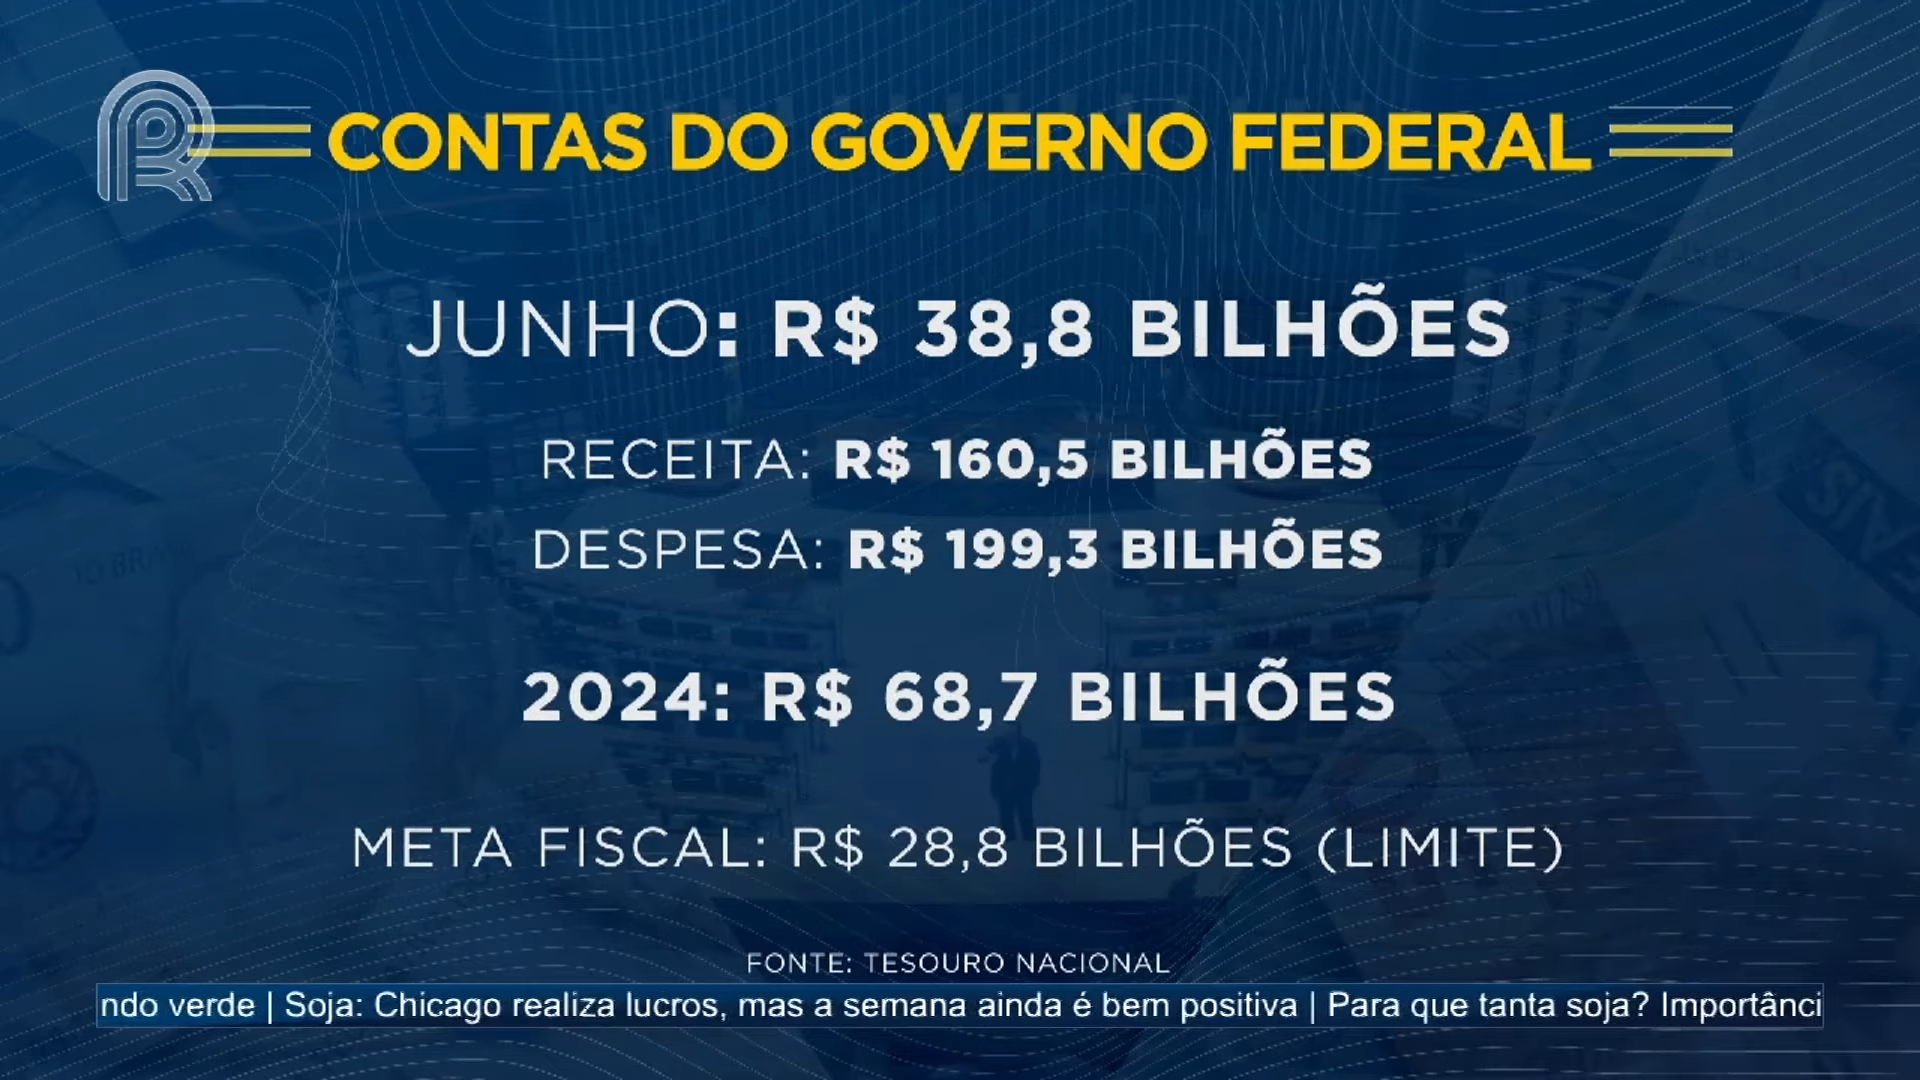 CONTAS DO GOVERNO FEDERAL
JUNHO: R$ 38,8 BILHÕES
RECEITA: R$ 160,5 BILHÕES
DESPESA: R$ 199,3 BILHÕES
2024: R$ 68,7 BILHÕES
META FISCAL: R$ 28,8 BILHÕES (LIMITE)
FONTE: TESOURO NACIONAL
ndo verde | Soja: Chicago realiza lucros, mas a semana ainda é bem positiva | Para que tanta soja? Importânci